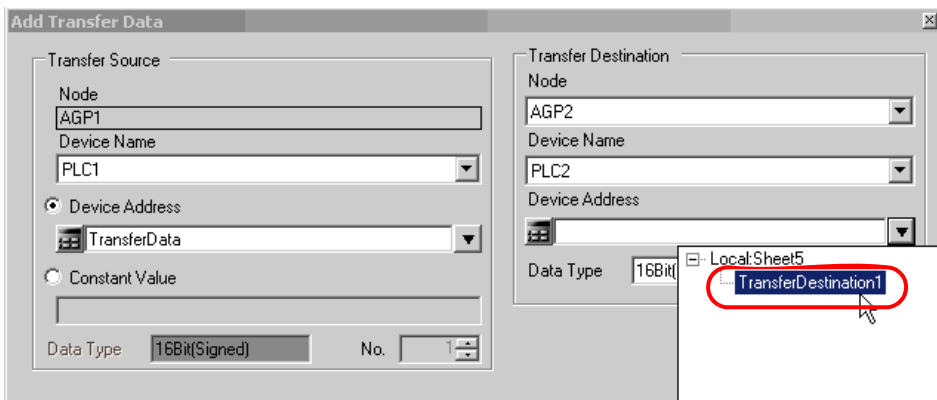 Add Transfer Data
Transfer Source
Node
AGP1
Device Name
PLC1
Device Address
TransferData
Constant Value
Data Type 16Bit(Signed) No. 1
Transfer Destination
Node
AGP2
Device Name
PLC2
Device Address
Data Type 16Bit(
Local:Sheet5
TransferDestination1